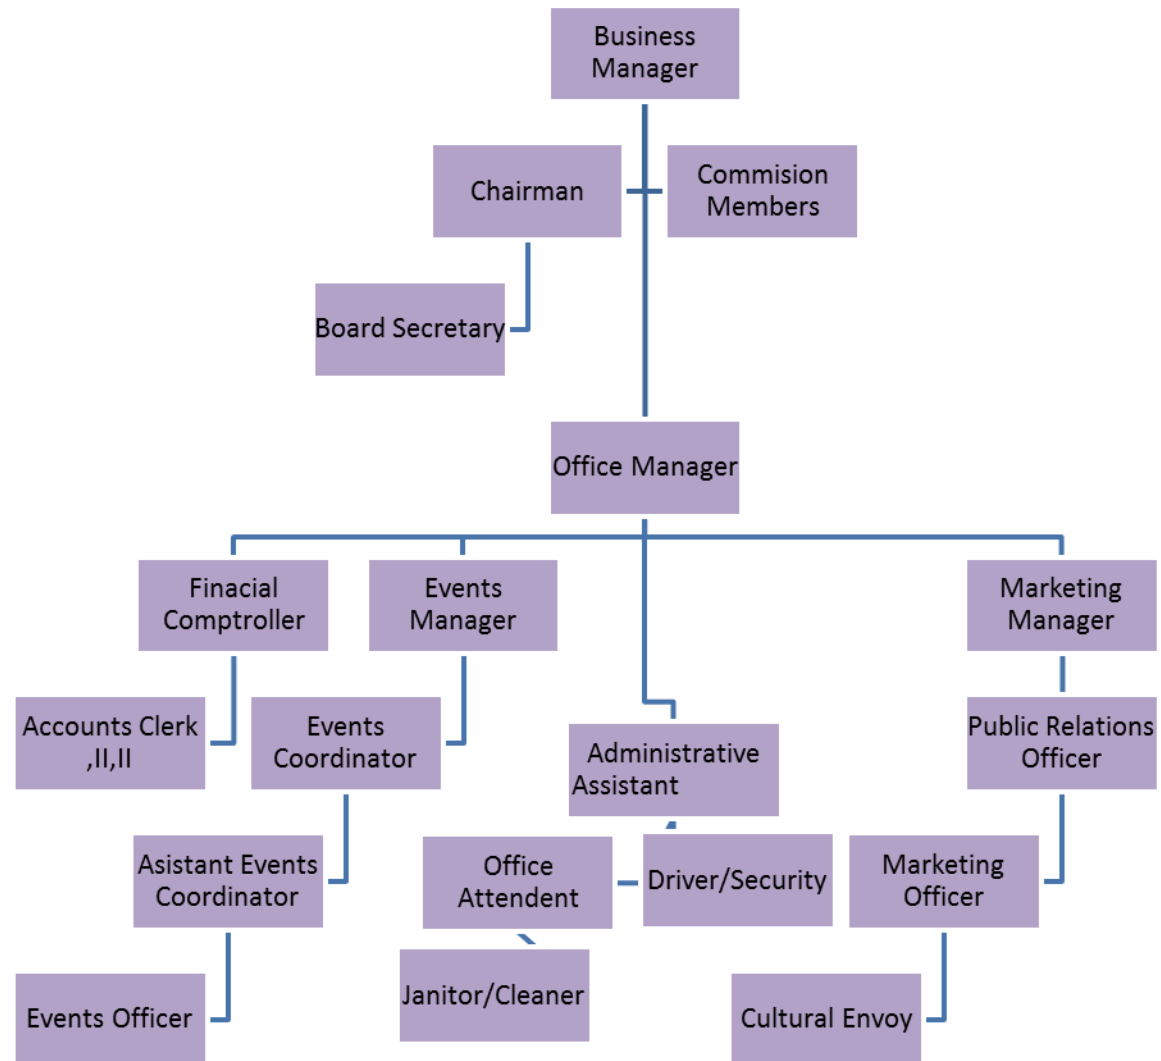 Business
Manager
Chairman
Commision
Members
Board Secretary
Office Manager
Finacial
Comptroller
Events
Manager
Marketing
Manager
Accounts Clerk
,II,II
Events
Coordinator
Administrative
Assistant
Public Relations
Officer
Asistant Events
Coordinator
Office
Attendent
Driver/Security
Marketing
Officer
Events Officer
Janitor/Cleaner
Cultural Envoy